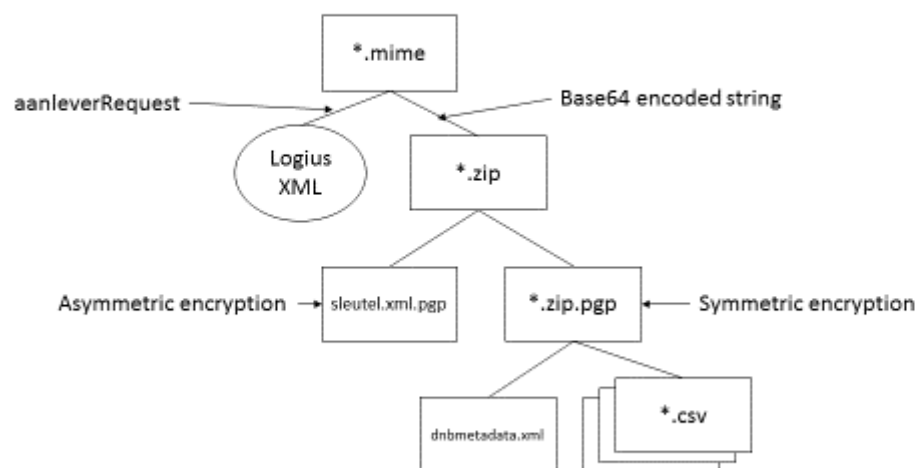 *.mime
aanleverRequest
Base64 encoded string
Logius
XML
*.zip
Asymmetric encryption
sleutel.xml.pgp
*.zip.pgp
Symmetric encryption
dnbmetadata.xml
*.csv